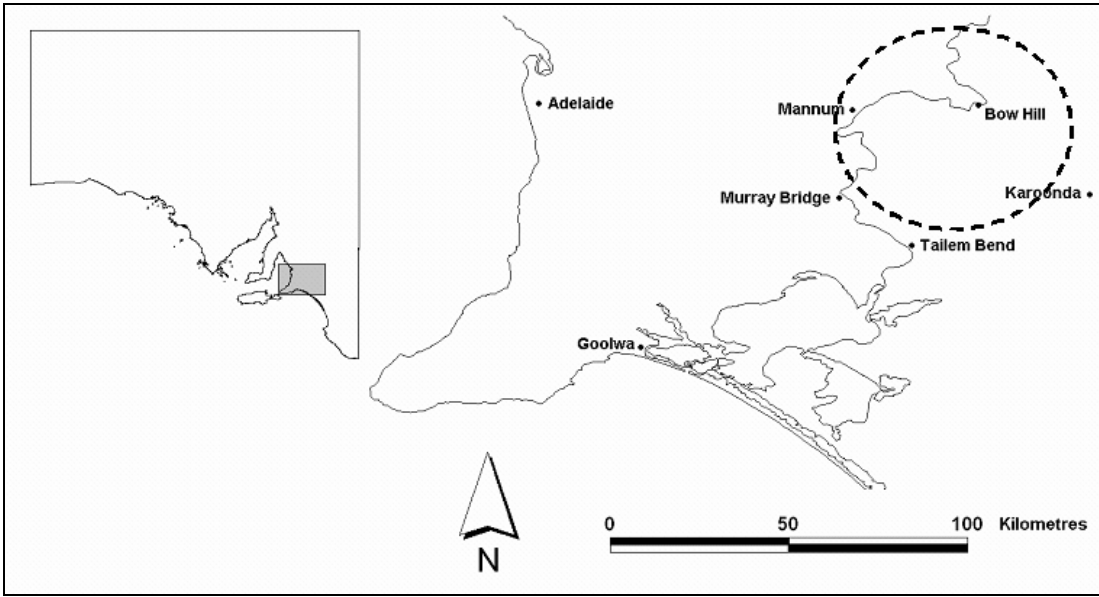 Adelaide
Mannum
Bow Hill
Karoonda
Murray Bridge
Tailem Bend
Goolwa
0 50 100 Kilometres
N